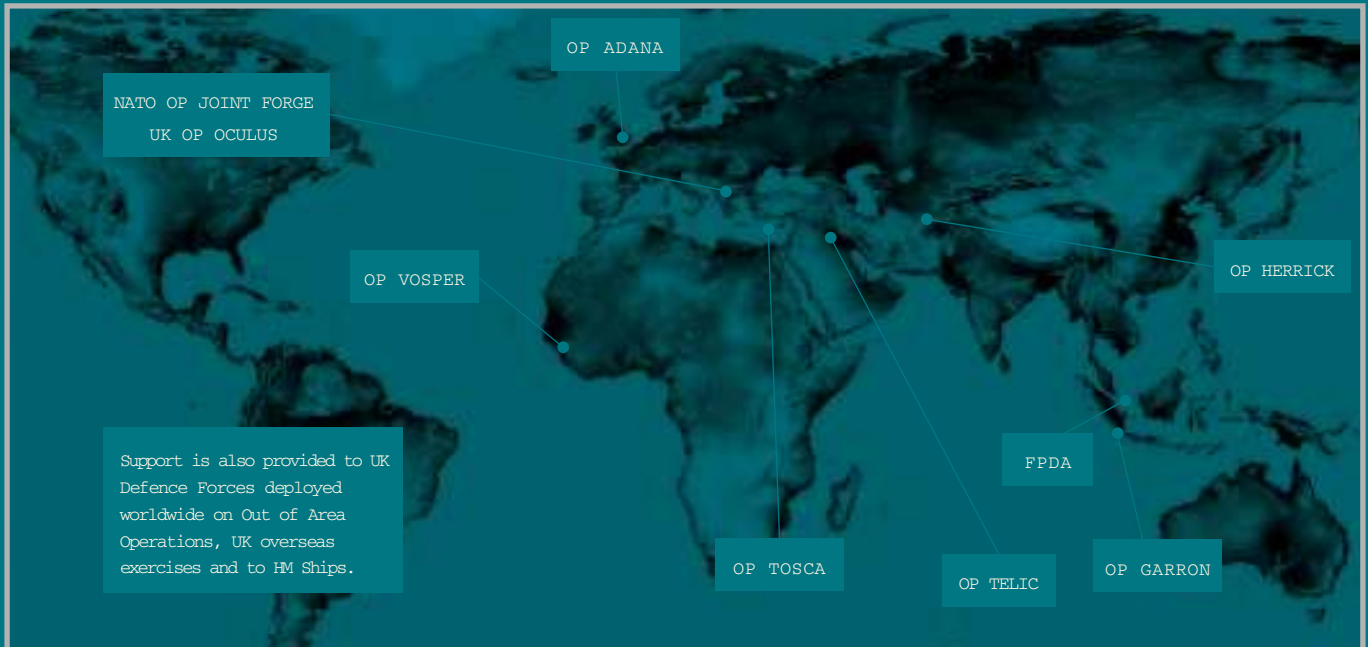 OP ADANA
NATO OP JOINT FORGE
UK OP OCULUS
OP VOSPER
OP HERRICK
Support is also provided to UK
Defence Forces deployed
worldwide on Out of Area
Operations, UK overseas
exercises and to HM Ships.
FPDA
OP TOSCA
OP TELIC
OP GARRON